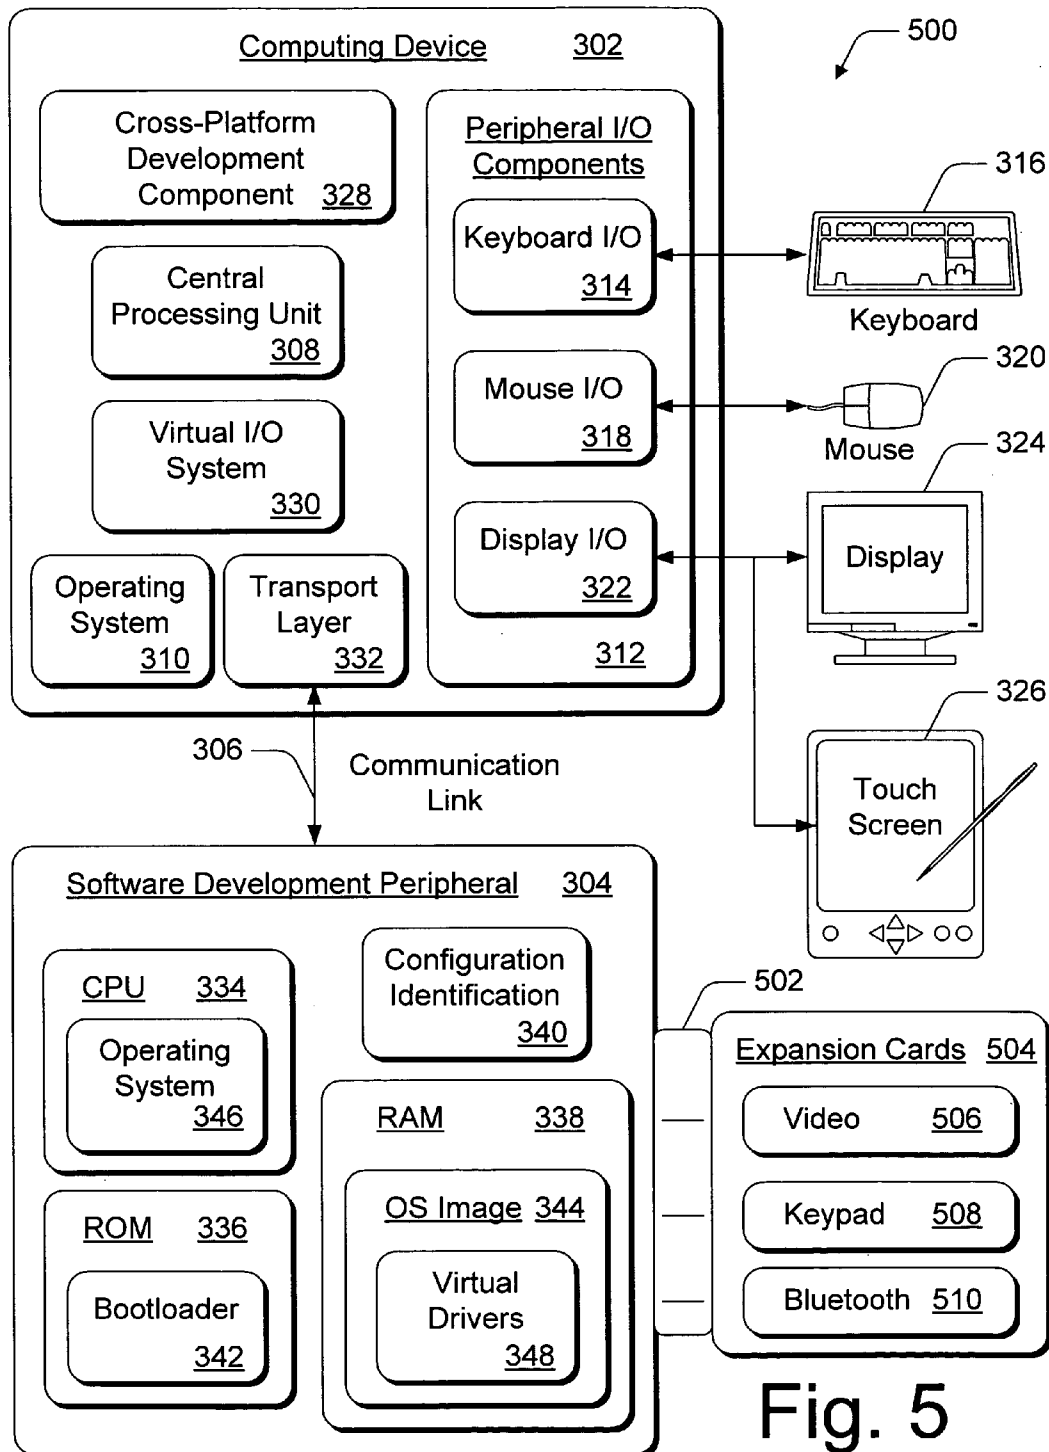 Computing Device 302
500
Cross-Platform
Development
Component 328
Central
Processing Unit
308
Virtual I/O
System
330
Operating
System
310
Transport
Layer
332
Peripheral I/O
Components
Keyboard I/O
314
Mouse I/O
318
Display I/O
322
312
316
Keyboard
320
Mouse
324
Display
326
Touch
Screen
306
Communication
Link
Software Development Peripheral 304
CPU 334
Operating
System
346
ROM 336
Bootloader
342
Configuration
Identification
340
RAM 338
OS Image 344
Virtual
Drivers
348
502
Expansion Cards 504
Video 506
Keypad 508
Bluetooth 510
Fig. 5